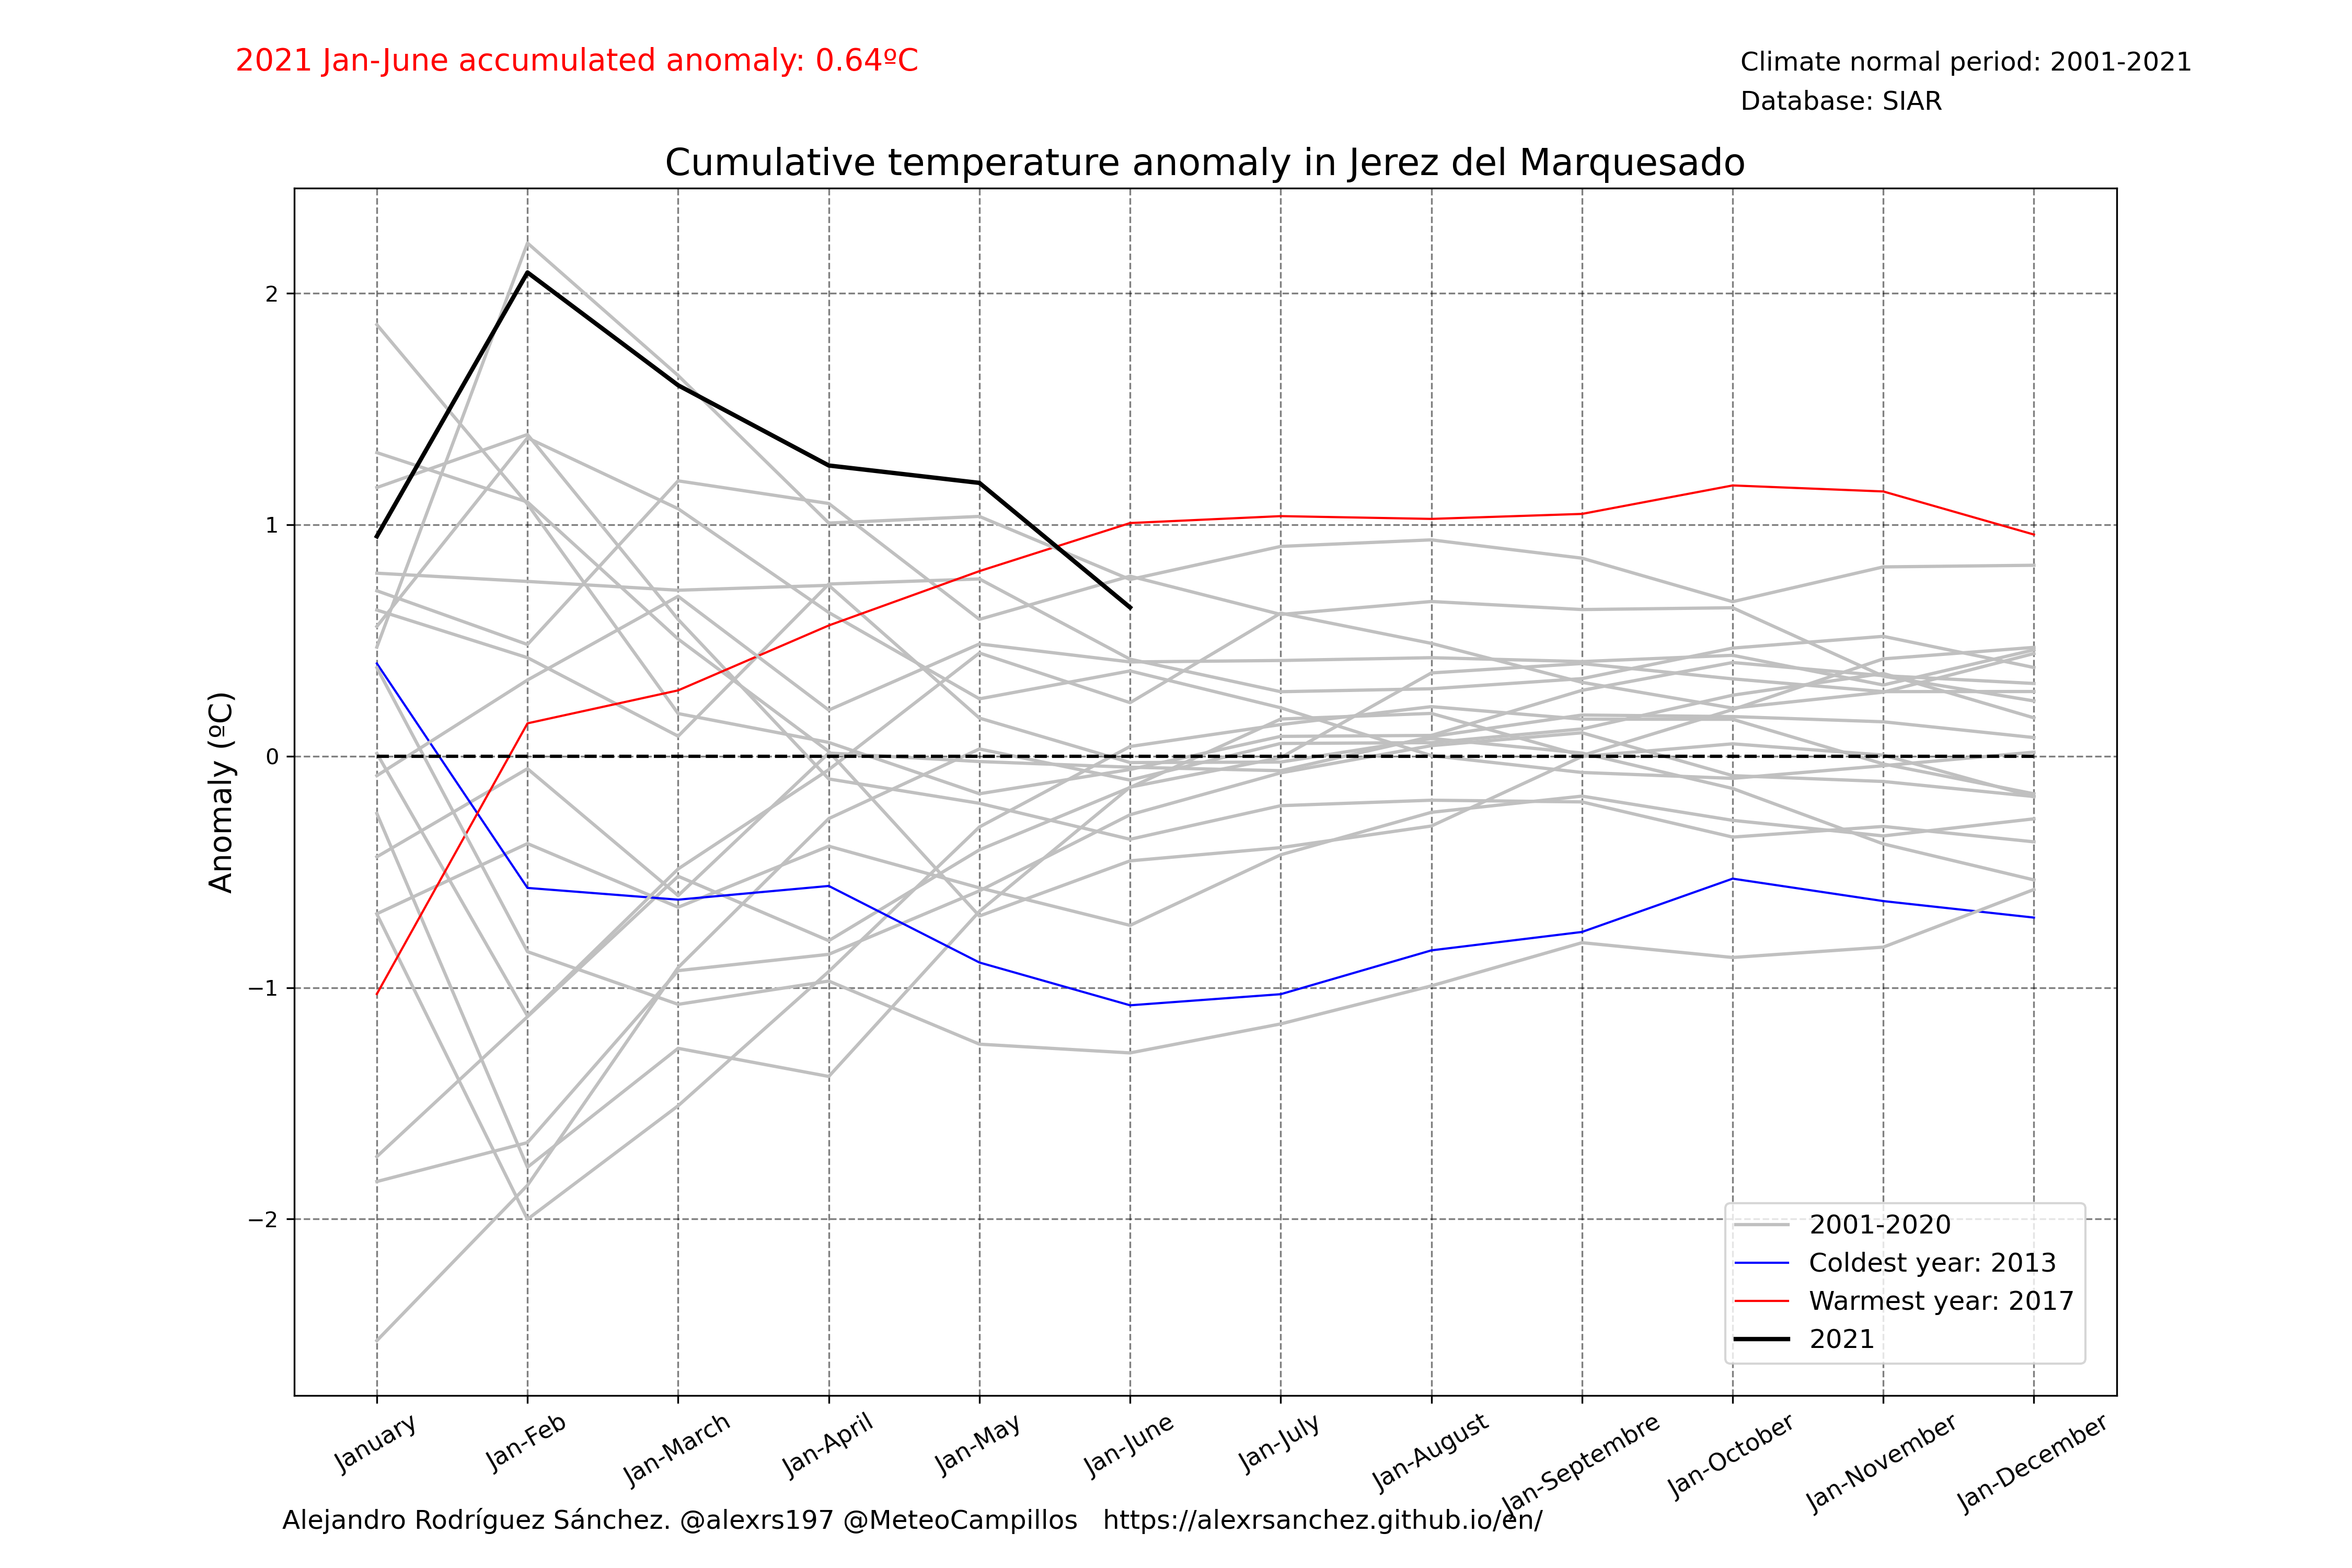 2021 Jan-June accumulated anomaly: 0.64ºC
Climate normal period: 2001-2021
Database: SIAR
Cumulative temperature anomaly in Jerez del Marquesado
Anomaly (ºC)
2
1
0
−1
−2
2001-2020
Coldest year: 2013
Warmest year: 2017
2021
January
Jan-Feb
Jan-March
Jan-April
Jan-May
Jan-June
Jan-July
Jan-August
Jan-Septembre
Jan-October
Jan-November
Jan-December
Alejandro Rodríguez Sánchez. @alexrs197 @MeteoCampillos   https://alexrsanchez.github.io/en/